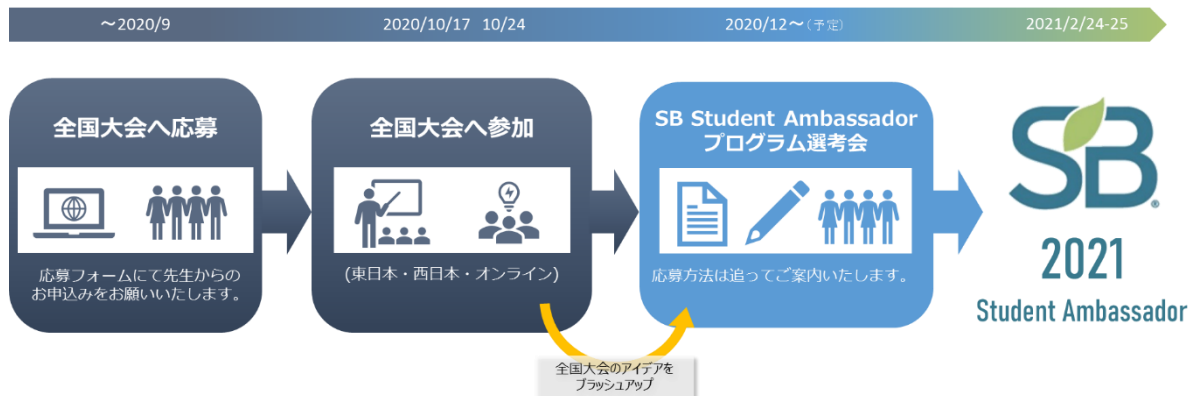 ～2020/9
2020/10/17 10/24
2020/12～(予定)
2021/2/24-25
全国大会へ応募
応募フォームにて先生からの
お申込みをお願いいたします。
全国大会へ参加
(東日本・西日本・オンライン)
SB Student Ambassador
プログラム選考会
応募方法は追ってご案内いたします。
全国大会のアイデアを
ブラッシュアップ
SB®
2021
Student Ambassador